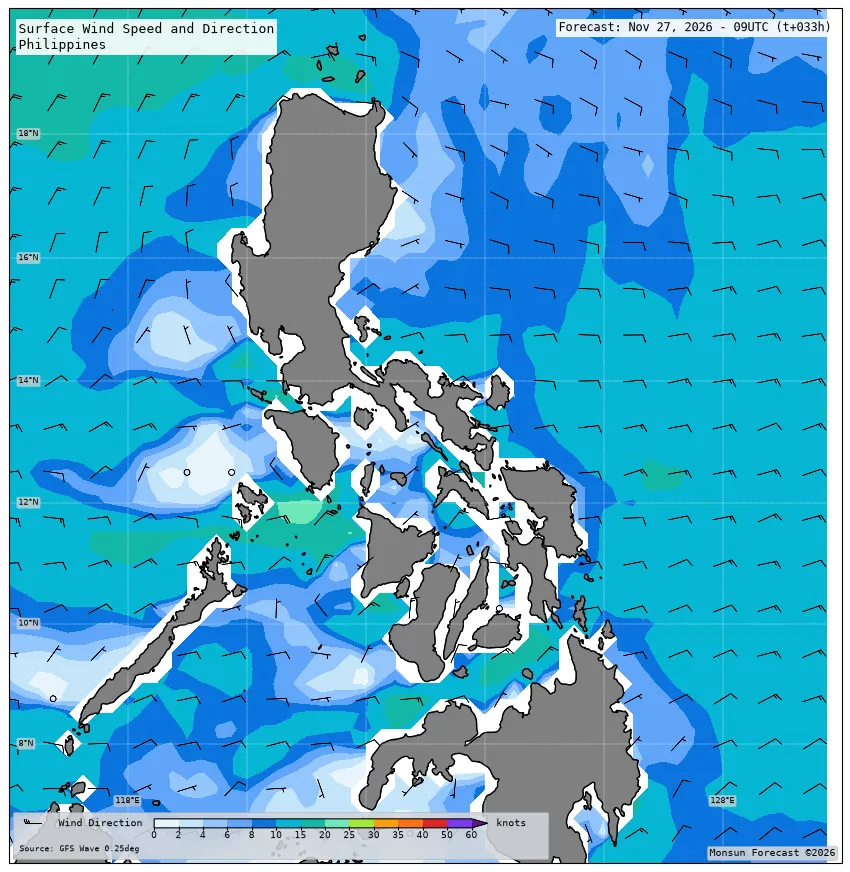 Surface Wind Speed and Direction
Philippines
Forecast: Nov 27, 2026 - 09UTC (t+033h)
18°N
16°N
14°N
12°N
10°N
8°N
118°E
128°E
Wind Direction
0 2 4 6 8 10 15 20 25 30 35 40 50 60
knots
Source: GFS Wave 0.25deg
Monsun Forecast ©2026